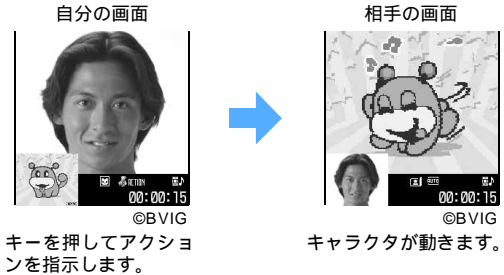 自分の画面
相手の画面
ACTION
00:00:15
AUTO
00:00:15
©BVIG
©BVIG
キーを押してアクショ
ンを指示します。
キャラクタが動きます。